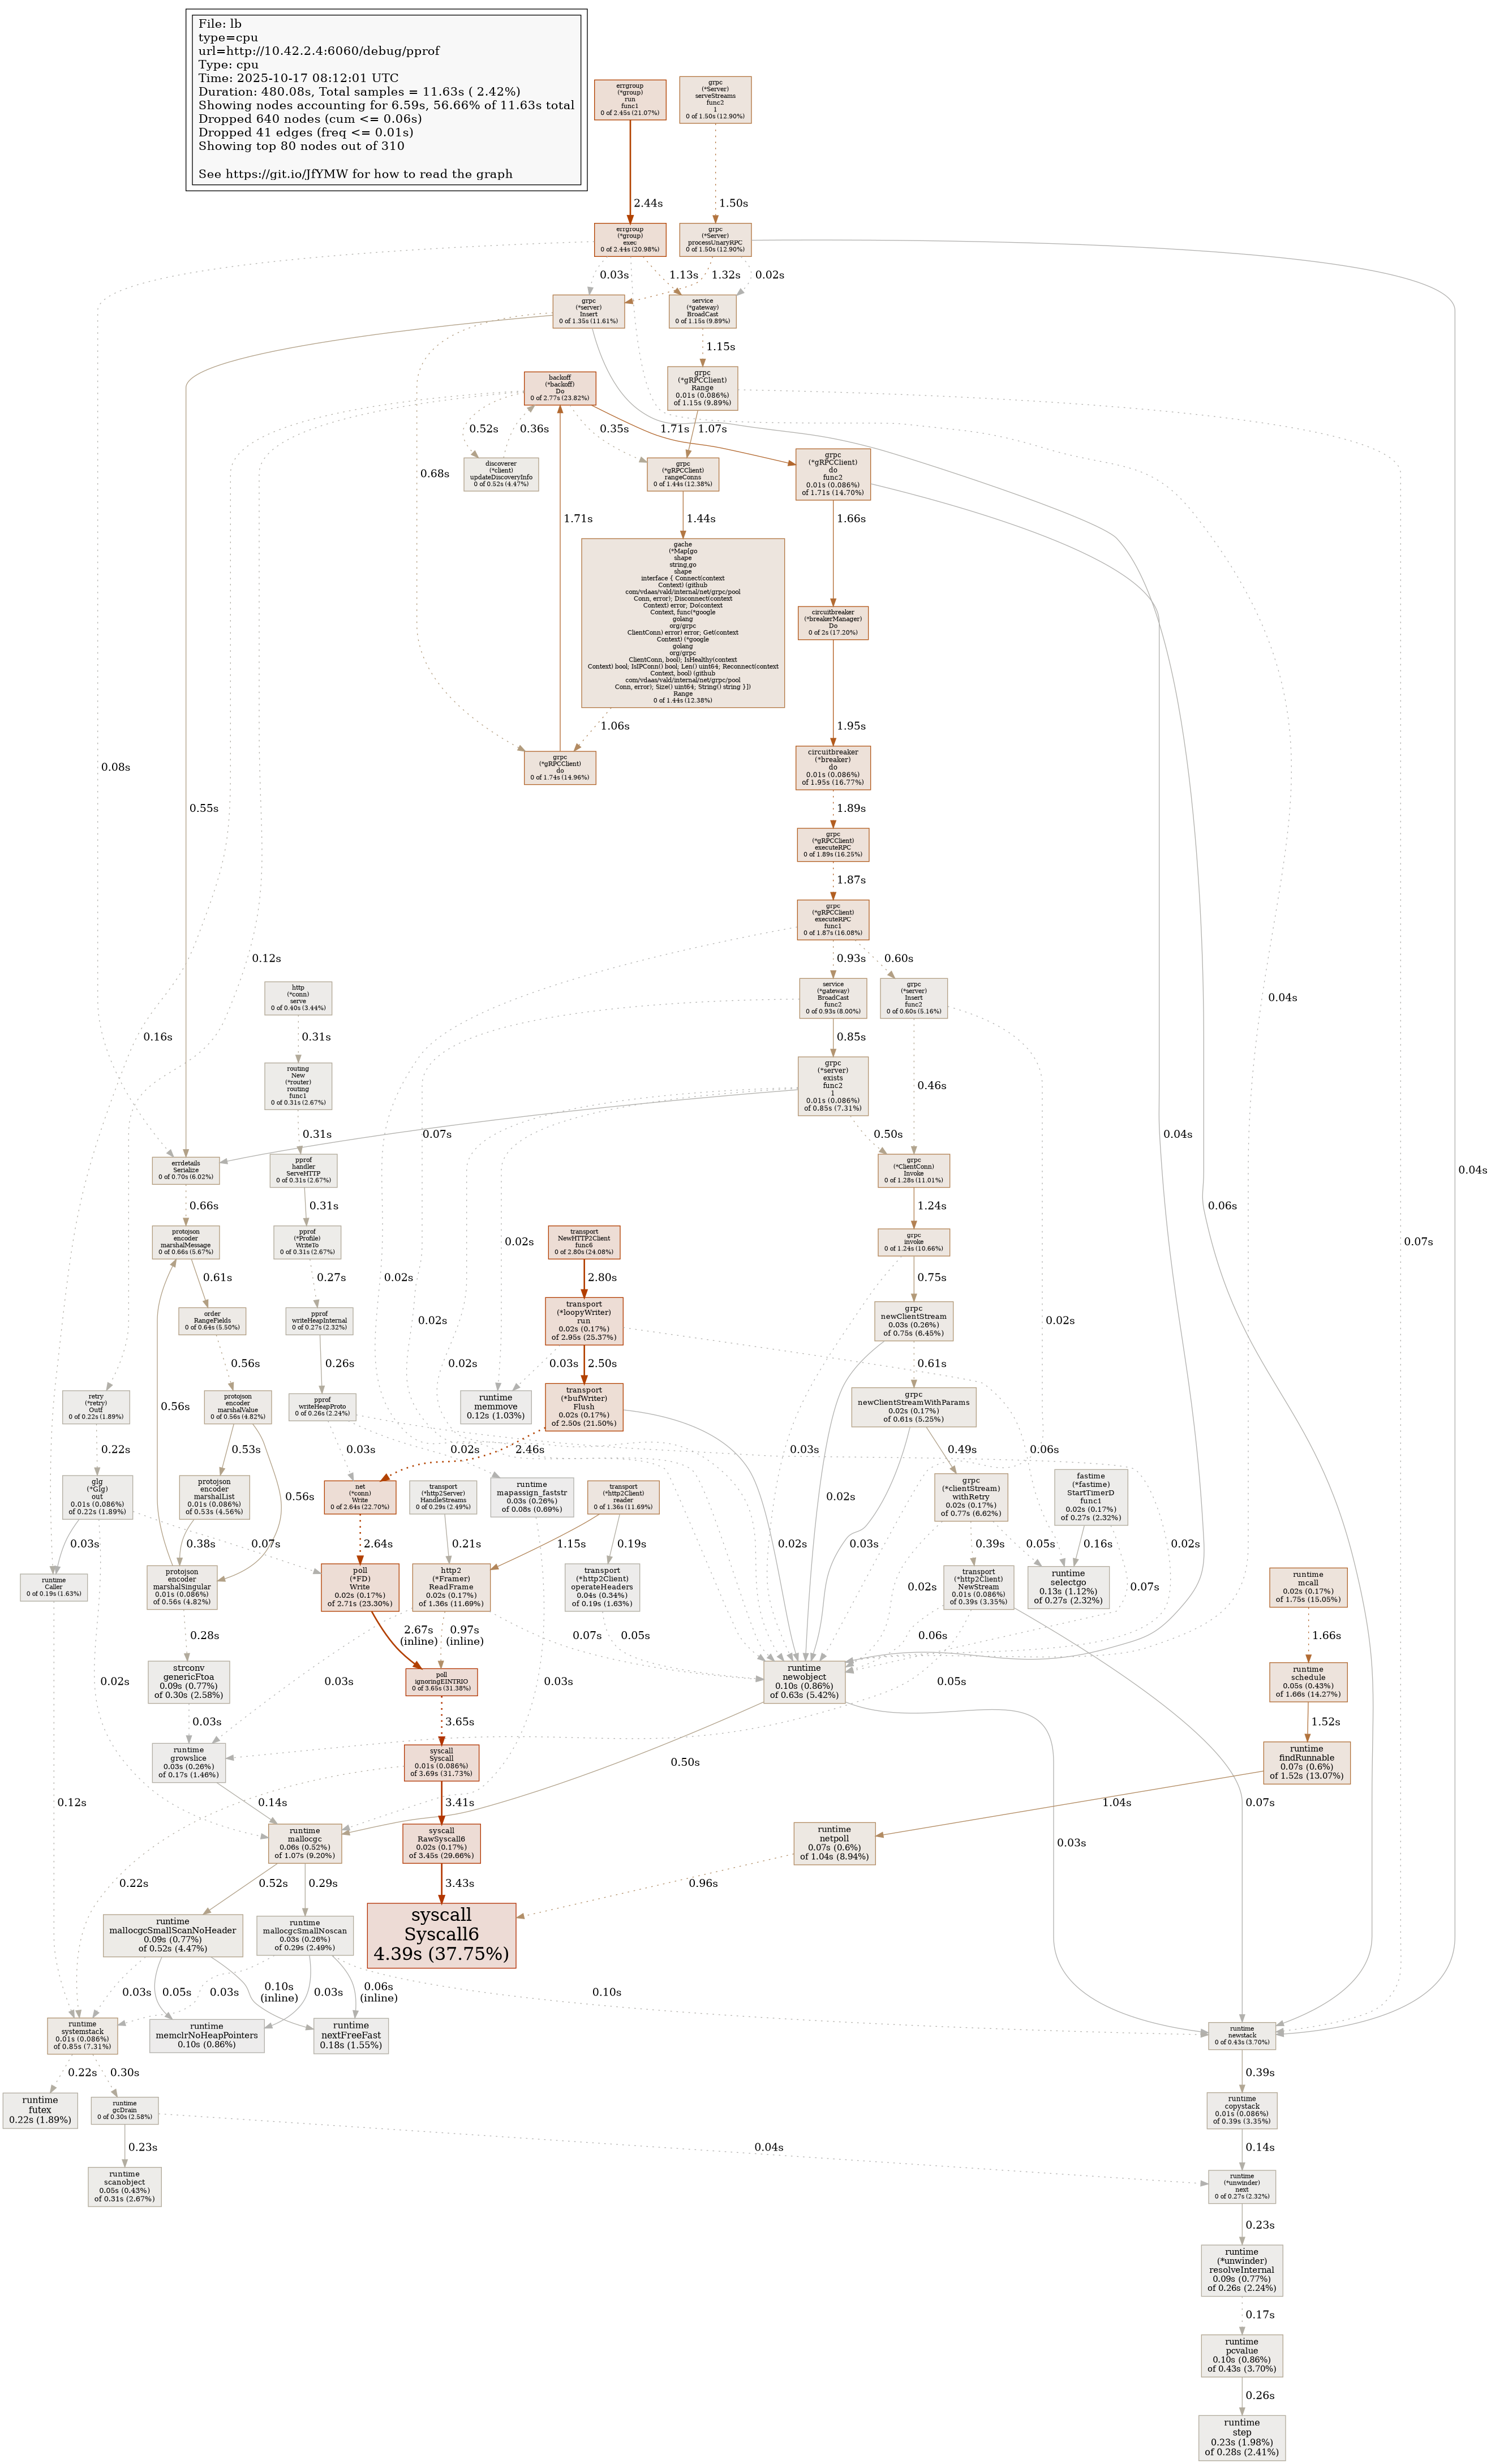 File: lb
type=cpu
url=http://10.42.2.4:6060/debug/pprof
Type: cpu
Time: 2025-10-17 08:12:01 UTC
Duration: 480.08s, Total samples = 11.63s ( 2.42%)
Showing nodes accounting for 6.59s, 56.66% of 11.63s total
Dropped 640 nodes (cum <= 0.06s)
Dropped 41 edges (freq <= 0.01s)
Showing top 80 nodes out of 310
See https://git.io/JfYMW for how to read the graph
errgroup
(*group)
run
func1
0 of 2.45s (21.07%)
grpc
(*Server)
serveStreams
func2
1
0 of 1.50s (12.90%)
2.44s
1.50s
errgroup
(*group)
exec
0 of 2.44s (20.98%)
grpc
(*Server)
processUnaryRPC
0 of 1.50s (12.90%)
0.03s
1.13s
1.32s
0.02s
grpc
(*server)
Insert
0 of 1.35s (11.61%)
service
(*gateway)
BroadCast
0 of 1.15s (9.89%)
1.15s
backoff
(*backoff)
Do
0 of 2.77s (23.82%)
grpc
(*gRPCClient)
Range
0.01s (0.086%)
of 1.15s (9.89%)
0.52s
0.36s
0.35s
1.71s
1.07s
0.68s
discoverer
(*client)
updateDiscoveryInfo
0 of 0.52s (4.47%)
grpc
(*gRPCClient)
rangeConns
0 of 1.44s (12.38%)
grpc
(*gRPCClient)
do
func2
0.01s (0.086%)
of 1.71s (14.70%)
1.71s
1.44s
1.66s
gache
(*Map[go
shape
string,go
shape
interface { Connect(context
Context) (github
com/vdaas/vald/internal/net/grpc/pool
Conn, error); Disconnect(context
Context) error; Do(context
Context, func(*google
golang
org/grpc
ClientConn) error) error; Get(context
Context) (*google
golang
org/grpc
ClientConn, bool); IsHealthy(context
Context) bool; IsIPConn() bool; Len() uint64; Reconnect(context
Context, bool) (github
com/vdaas/vald/internal/net/grpc/pool
Conn, error); Size() uint64; String() string }])
Range
0 of 1.44s (12.38%)
circuitbreaker
(*breakerManager)
Do
0 of 2s (17.20%)
1.06s
1.95s
0.08s
0.55s
grpc
(*gRPCClient)
do
0 of 1.74s (14.96%)
circuitbreaker
(*breaker)
do
0.01s (0.086%)
of 1.95s (16.77%)
1.89s
grpc
(*gRPCClient)
executeRPC
0 of 1.89s (16.25%)
1.87s
grpc
(*gRPCClient)
executeRPC
func1
0 of 1.87s (16.08%)
0.12s
0.93s
0.60s
0.04s
http
(*conn)
serve
0 of 0.40s (3.44%)
service
(*gateway)
BroadCast
func2
0 of 0.93s (8.00%)
grpc
(*server)
Insert
func2
0 of 0.60s (5.16%)
0.16s
0.31s
0.85s
0.46s
routing
New
(*router)
routing
func1
0 of 0.31s (2.67%)
grpc
(*server)
exists
func2
1
0.01s (0.086%)
of 0.85s (7.31%)
0.31s
0.07s
0.50s
0.04s
0.04s
errdetails
Serialize
0 of 0.70s (6.02%)
pprof
handler
ServeHTTP
0 of 0.31s (2.67%)
grpc
(*ClientConn)
Invoke
0 of 1.28s (11.01%)
0.66s
0.31s
1.24s
0.06s
protojson
encoder
marshalMessage
0 of 0.66s (5.67%)
pprof
(*Profile)
WriteTo
0 of 0.31s (2.67%)
transport
NewHTTP2Client
func6
0 of 2.80s (24.08%)
grpc
invoke
0 of 1.24s (10.66%)
0.02s
0.07s
0.61s
0.27s
0.02s
2.80s
0.75s
order
RangeFields
0 of 0.64s (5.50%)
pprof
writeHeapInternal
0 of 0.27s (2.32%)
transport
(*loopyWriter)
run
0.02s (0.17%)
of 2.95s (25.37%)
grpc
newClientStream
0.03s (0.26%)
of 0.75s (6.45%)
0.02s
0.02s
0.56s
0.26s
0.02s
0.03s
2.50s
0.61s
retry
(*retry)
Outf
0 of 0.22s (1.89%)
protojson
encoder
marshalValue
0 of 0.56s (4.82%)
pprof
writeHeapProto
0 of 0.26s (2.24%)
runtime
memmove
0.12s (1.03%)
transport
(*bufWriter)
Flush
0.02s (0.17%)
of 2.50s (21.50%)
grpc
newClientStreamWithParams
0.02s (0.17%)
of 0.61s (5.25%)
0.56s
0.22s
0.53s
0.56s
0.03s
0.02s
2.46s
0.03s
0.49s
0.06s
glg
(*Glg)
out
0.01s (0.086%)
of 0.22s (1.89%)
protojson
encoder
marshalList
0.01s (0.086%)
of 0.53s (4.56%)
net
(*conn)
Write
0 of 2.64s (22.70%)
transport
(*http2Server)
HandleStreams
0 of 0.29s (2.49%)
runtime
mapassign_faststr
0.03s (0.26%)
of 0.08s (0.69%)
transport
(*http2Client)
reader
0 of 1.36s (11.69%)
grpc
(*clientStream)
withRetry
0.02s (0.17%)
of 0.77s (6.62%)
fastime
(*fastime)
StartTimerD
func1
0.02s (0.17%)
of 0.27s (2.32%)
0.03s
0.38s
0.07s
2.64s
0.21s
1.15s
0.19s
0.02s
0.03s
0.39s
0.05s
0.16s
0.02s
runtime
Caller
0 of 0.19s (1.63%)
protojson
encoder
marshalSingular
0.01s (0.086%)
of 0.56s (4.82%)
poll
(*FD)
Write
0.02s (0.17%)
of 2.71s (23.30%)
http2
(*Framer)
ReadFrame
0.02s (0.17%)
of 1.36s (11.69%)
transport
(*http2Client)
operateHeaders
0.04s (0.34%)
of 0.19s (1.63%)
transport
(*http2Client)
NewStream
0.01s (0.086%)
of 0.39s (3.35%)
runtime
selectgo
0.13s (1.12%)
of 0.27s (2.32%)
runtime
mcall
0.02s (0.17%)
of 1.75s (15.05%)
0.02s
0.07s
0.28s
2.67s
(inline)
0.97s
(inline)
0.07s
0.05s
0.06s
1.66s
0.02s
strconv
genericFtoa
0.09s (0.77%)
of 0.30s (2.58%)
0.03s
poll
ignoringEINTRIO
0 of 3.65s (31.38%)
0.03s
runtime
newobject
0.10s (0.86%)
of 0.63s (5.42%)
0.05s
runtime
schedule
0.05s (0.43%)
of 1.66s (14.27%)
0.03s
3.65s
1.52s
runtime
growslice
0.03s (0.26%)
of 0.17s (1.46%)
syscall
Syscall
0.01s (0.086%)
of 3.69s (31.73%)
0.50s
runtime
findRunnable
0.07s (0.6%)
of 1.52s (13.07%)
0.12s
0.14s
3.41s
1.04s
0.07s
runtime
mallocgc
0.06s (0.52%)
of 1.07s (9.20%)
syscall
RawSyscall6
0.02s (0.17%)
of 3.45s (29.66%)
runtime
netpoll
0.07s (0.6%)
of 1.04s (8.94%)
0.03s
0.22s
0.52s
0.29s
3.43s
0.96s
runtime
mallocgcSmallScanNoHeader
0.09s (0.77%)
of 0.52s (4.47%)
runtime
mallocgcSmallNoscan
0.03s (0.26%)
of 0.29s (2.49%)
syscall
Syscall6
4.39s (37.75%)
0.03s
0.05s
0.03s
0.10s
(inline)
0.03s
0.06s
(inline)
0.10s
runtime
systemstack
0.01s (0.086%)
of 0.85s (7.31%)
runtime
memclrNoHeapPointers
0.10s (0.86%)
runtime
nextFreeFast
0.18s (1.55%)
runtime
newstack
0 of 0.43s (3.70%)
0.22s
0.30s
0.39s
runtime
futex
0.22s (1.89%)
runtime
gcDrain
0 of 0.30s (2.58%)
runtime
copystack
0.01s (0.086%)
of 0.39s (3.35%)
0.23s
0.04s
0.14s
runtime
scanobject
0.05s (0.43%)
of 0.31s (2.67%)
runtime
(*unwinder)
next
0 of 0.27s (2.32%)
0.23s
runtime
(*unwinder)
resolveInternal
0.09s (0.77%)
of 0.26s (2.24%)
0.17s
runtime
pcvalue
0.10s (0.86%)
of 0.43s (3.70%)
0.26s
runtime
step
0.23s (1.98%)
of 0.28s (2.41%)